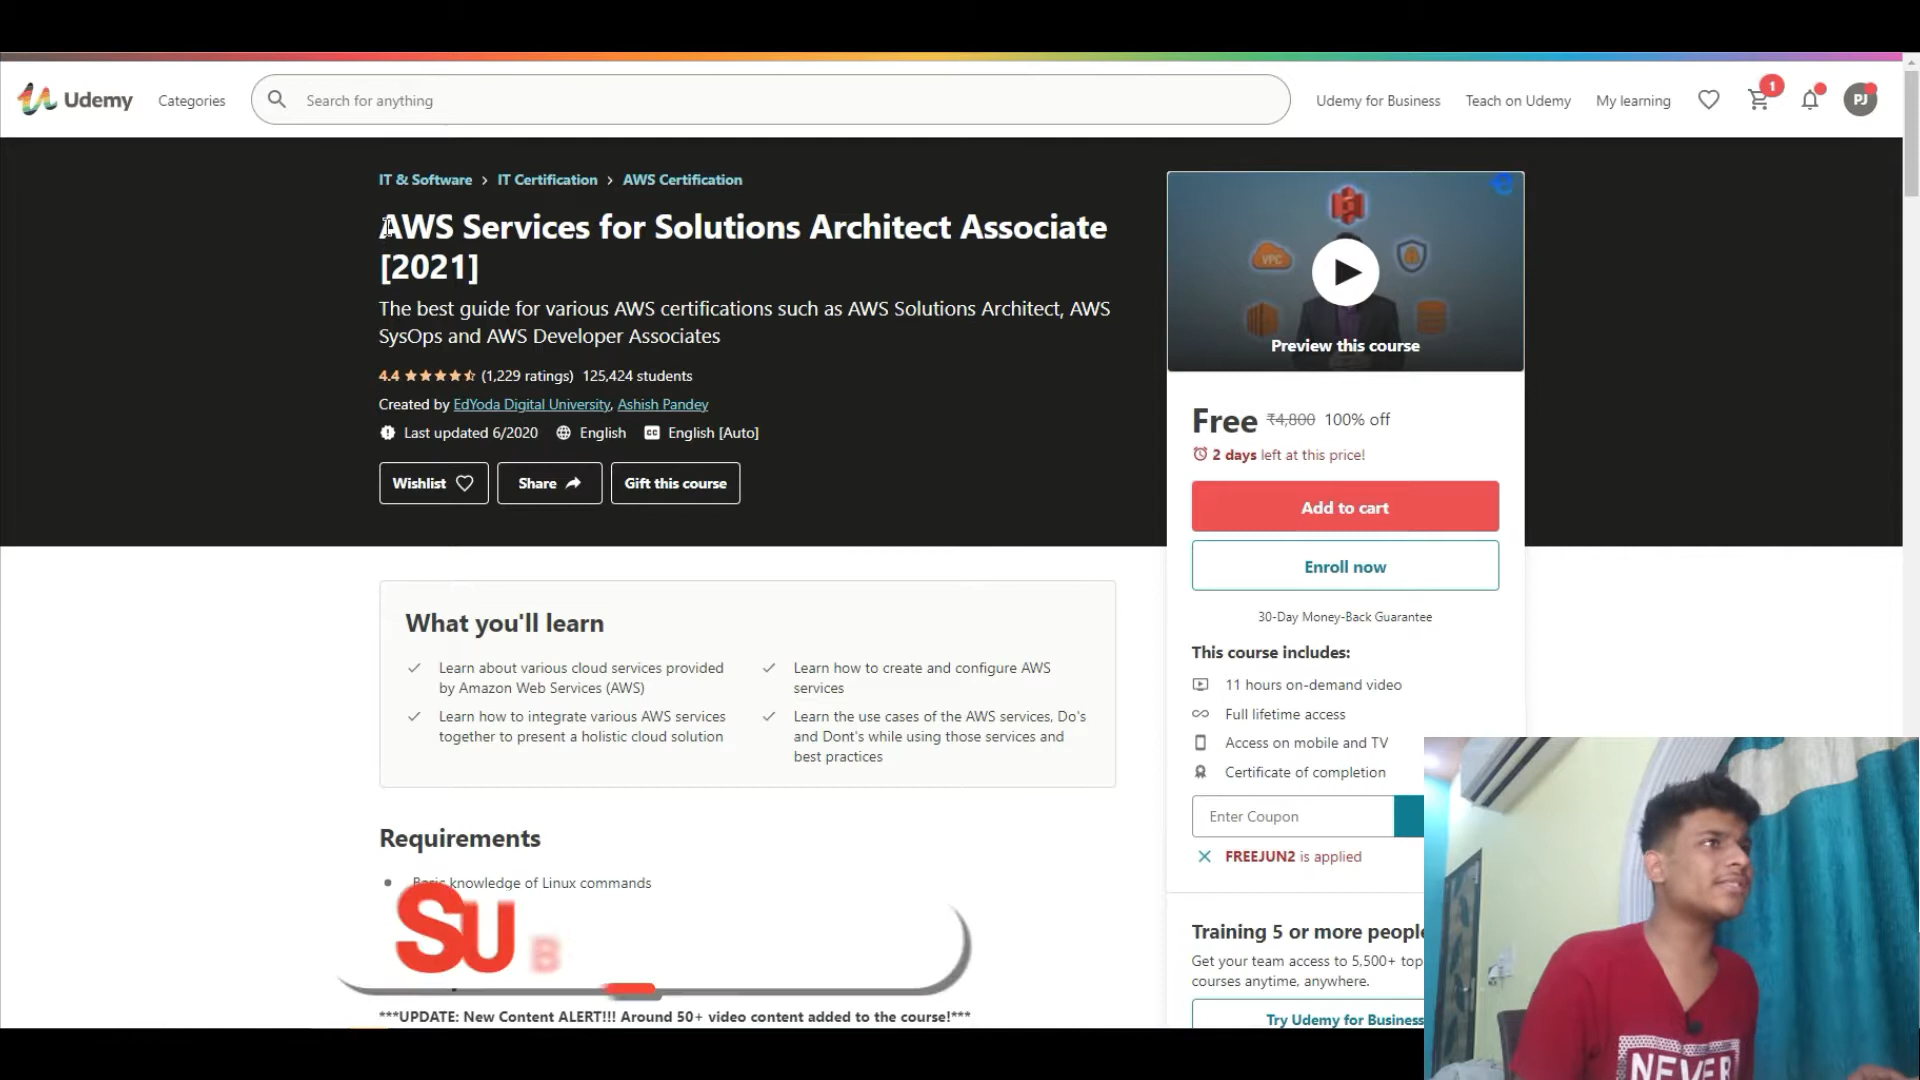 Udemy
Categories
Search for anything
Udemy for Business
Teach on Udemy
My learning
1
PJ
IT & Software > IT Certification > AWS Certification
AWS Services for Solutions Architect Associate
[2021]
The best guide for various AWS certifications such as AWS Solutions Architect, AWS
SysOps and AWS Developer Associates
4.4 (1,229 ratings) 125,424 students
Created by EdYoda Digital University, Ashish Pandey
Last updated 6/2020 English CC English [Auto]
Wishlist
Share
Gift this course
VPC
Preview this course
Free ₹4,800 100% off
2 days left at this price!
Add to cart
Enroll now
30-Day Money-Back Guarantee
This course includes:
11 hours on-demand video
Full lifetime access
Access on mobile and TV
Certificate of completion
Enter Coupon
FREEJUN2 is applied
Training 5 or more people
Get your team access to 5,500+ top
courses anytime, anywhere.
Try Udemy for Business
What you'll learn
Learn about various cloud services provided
by Amazon Web Services (AWS)
Learn how to integrate various AWS services
together to present a holistic cloud solution
Learn how to create and configure AWS
services
Learn the use cases of the AWS services, Do's
and Dont's while using those services and
best practices
Requirements
Basic knowledge of Linux commands
SUB
***UPDATE: New Content ALERT!!! Around 50+ video content added to the course!***
NEVER